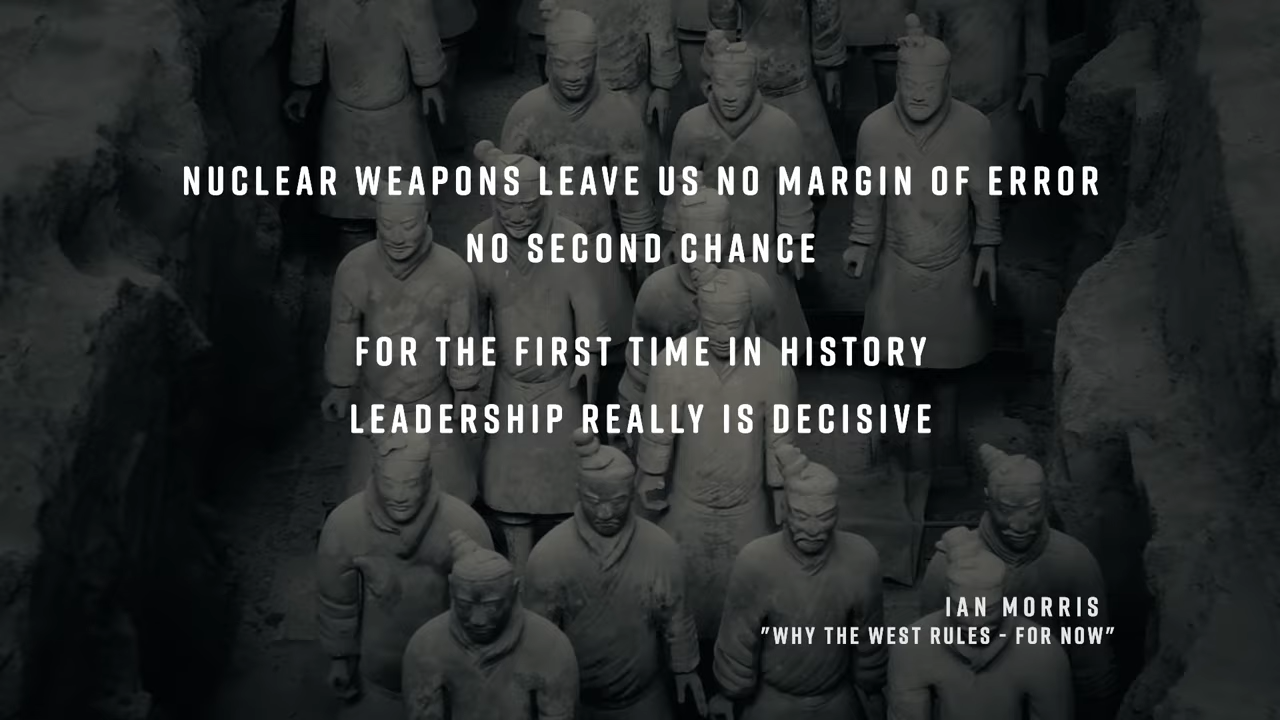 NUCLEAR WEAPONS LEAVE US NO MARGIN OF ERROR
NO SECOND CHANCE
FOR THE FIRST TIME IN HISTORY
LEADERSHIP REALLY IS DECISIVE
IAN MORRIS
"WHY THE WEST RULES - FOR NOW"